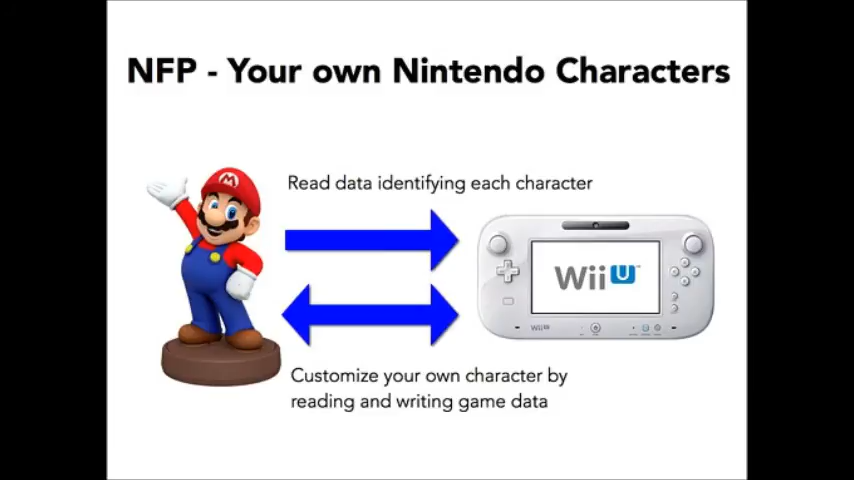 NFP - Your own Nintendo Characters
Read data identifying each character
M
Wii U
Wii U
Customize your own character by
reading and writing game data